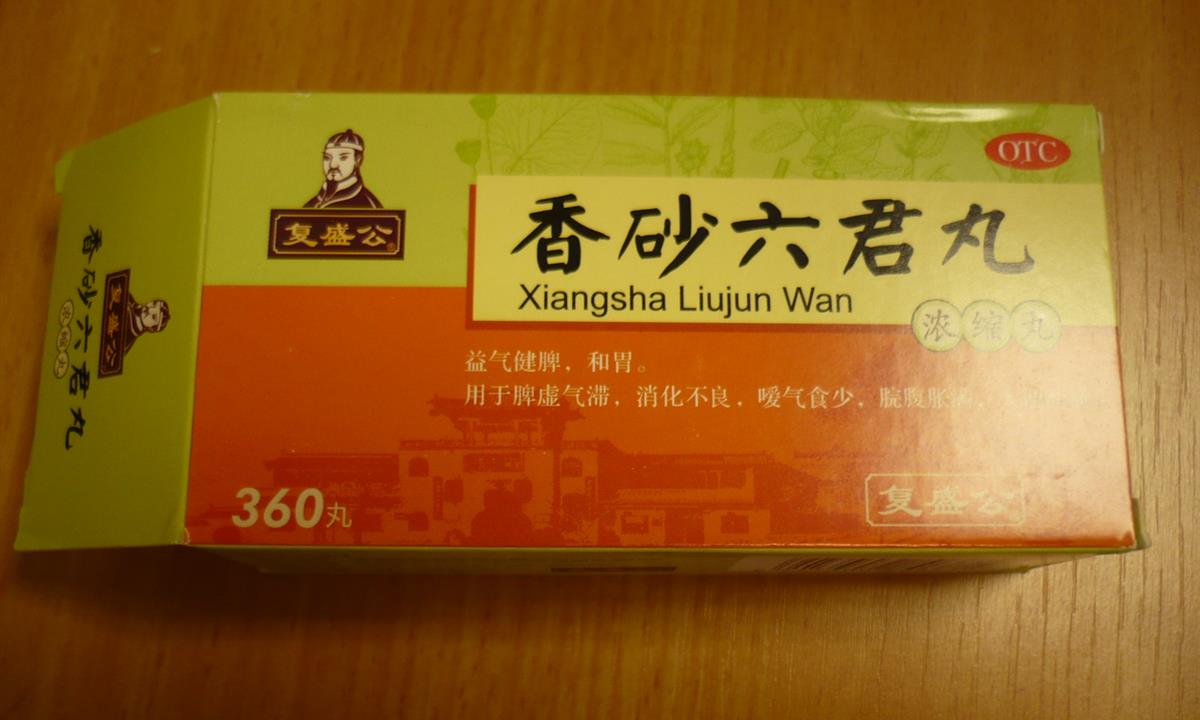 OTC
复盛公
香砂六君丸
Xiangsha Liujun Wan
浓缩丸
益气健脾，和胃。
用于脾虚气滞，消化不良，嗳气食少，脘腹胀满，
360丸
复盛公
香砂六君丸
浓缩丸
复盛公